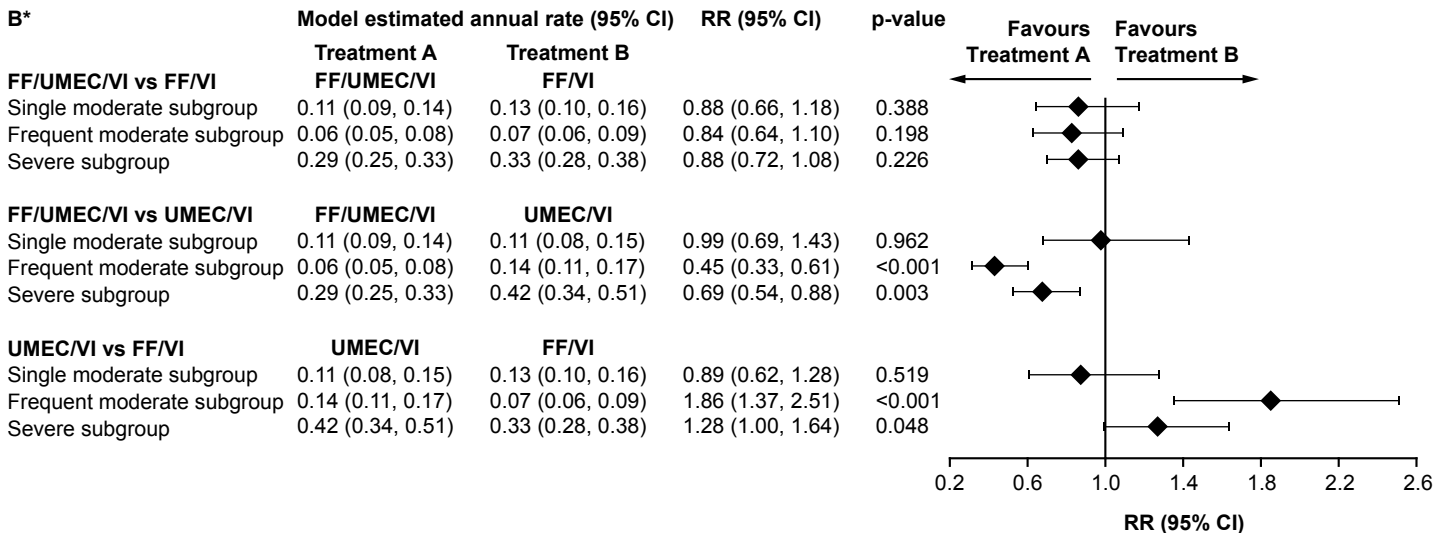 B* Model estimated annual rate (95% CI) RR (95% CI) p-value Favours Treatment A Favours Treatment B
Treatment A Treatment B
FF/UMEC/VI vs FF/VI FF/UMEC/VI FF/VI
Single moderate subgroup 0.11 (0.09, 0.14) 0.13 (0.10, 0.16) 0.88 (0.66, 1.18) 0.388
Frequent moderate subgroup 0.06 (0.05, 0.08) 0.07 (0.06, 0.09) 0.84 (0.64, 1.10) 0.198
Severe subgroup 0.29 (0.25, 0.33) 0.33 (0.28, 0.38) 0.88 (0.72, 1.08) 0.226
FF/UMEC/VI vs UMEC/VI FF/UMEC/VI UMEC/VI
Single moderate subgroup 0.11 (0.09, 0.14) 0.11 (0.08, 0.15) 0.99 (0.69, 1.43) 0.962
Frequent moderate subgroup 0.06 (0.05, 0.08) 0.14 (0.11, 0.17) 0.45 (0.33, 0.61) <0.001
Severe subgroup 0.29 (0.25, 0.33) 0.42 (0.34, 0.51) 0.69 (0.54, 0.88) 0.003
UMEC/VI vs FF/VI UMEC/VI FF/VI
Single moderate subgroup 0.11 (0.08, 0.15) 0.13 (0.10, 0.16) 0.89 (0.62, 1.28) 0.519
Frequent moderate subgroup 0.14 (0.11, 0.17) 0.07 (0.06, 0.09) 1.86 (1.37, 2.51) <0.001
Severe subgroup 0.42 (0.34, 0.51) 0.33 (0.28, 0.38) 1.28 (1.00, 1.64) 0.048
0.2 0.6 1.0 1.4 1.8 2.2 2.6
RR (95% CI)